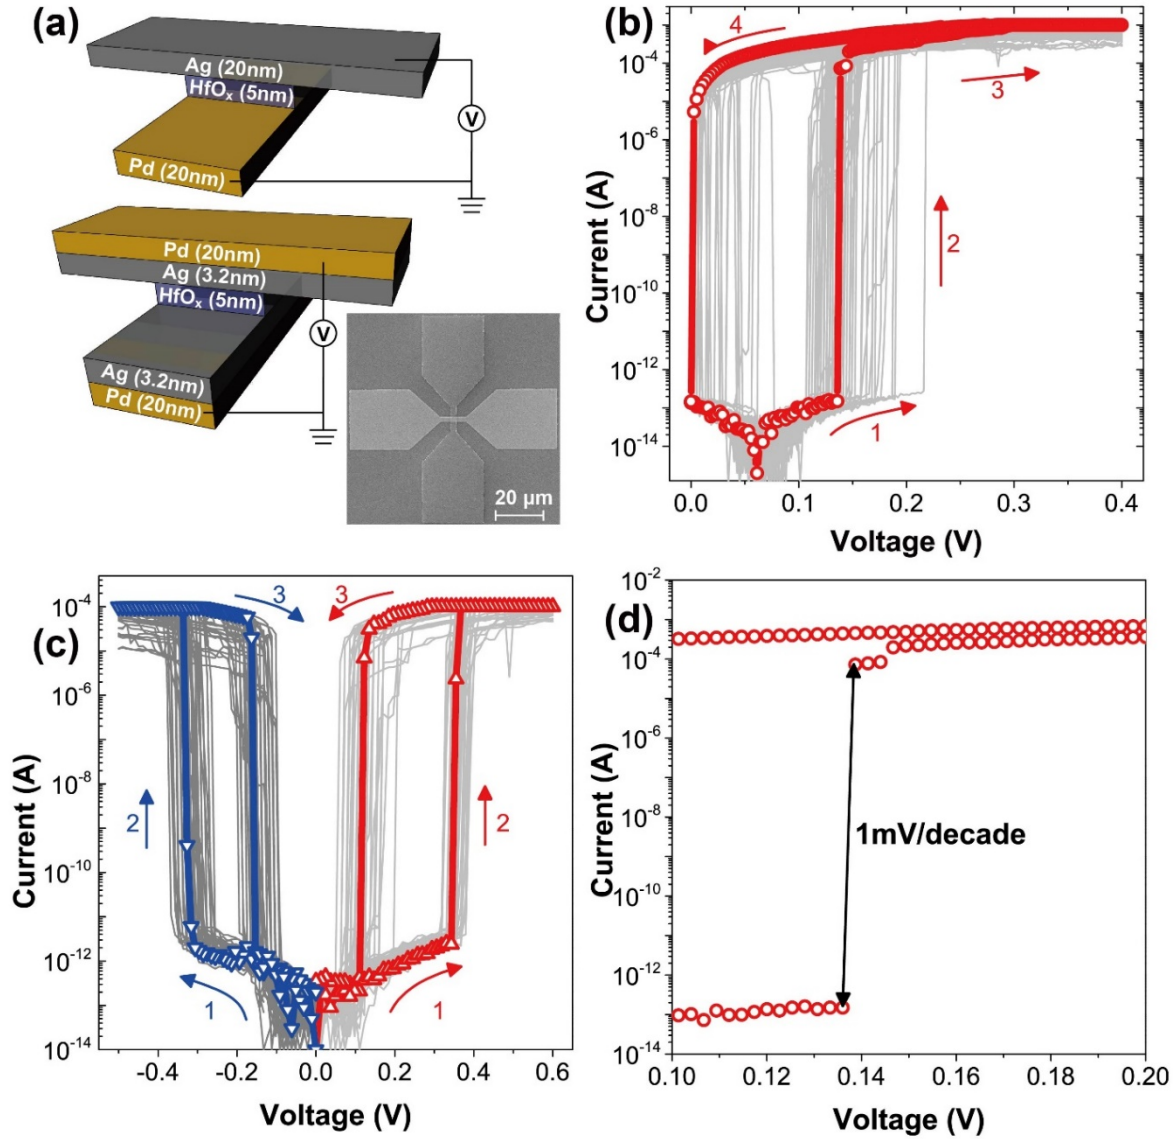 (a)
Ag (20nm)
HfOₓ (5nm)
Pd (20nm)
V
Pd (20nm)
Ag (3.2nm)
HfOₓ (5nm)
Ag (3.2nm)
Pd (20nm)
V
20 µm
(b)
4
3
2
1
10⁻⁴
10⁻⁶
10⁻⁸
10⁻¹⁰
10⁻¹²
10⁻¹⁴
Current (A)
0.0 0.1 0.2 0.3 0.4
Voltage (V)
(c)
3 3
2 2
1 1
10⁻⁴
10⁻⁶
10⁻⁸
10⁻¹⁰
10⁻¹²
10⁻¹⁴
Current (A)
-0.4 -0.2 0.0 0.2 0.4 0.6
Voltage (V)
(d)
10⁻²
10⁻⁴
10⁻⁶
10⁻⁸
10⁻¹⁰
10⁻¹²
10⁻¹⁴
Current (A)
1mV/decade
0.10 0.12 0.14 0.16 0.18 0.20
Voltage (V)